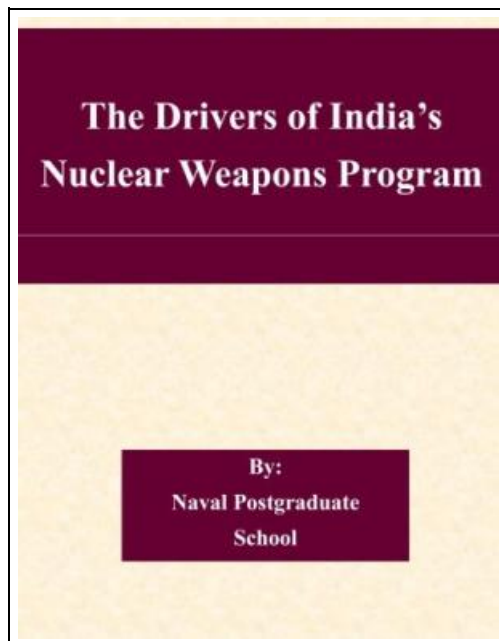 The Drivers of India’s
Nuclear Weapons Program
By:
Naval Postgraduate
School